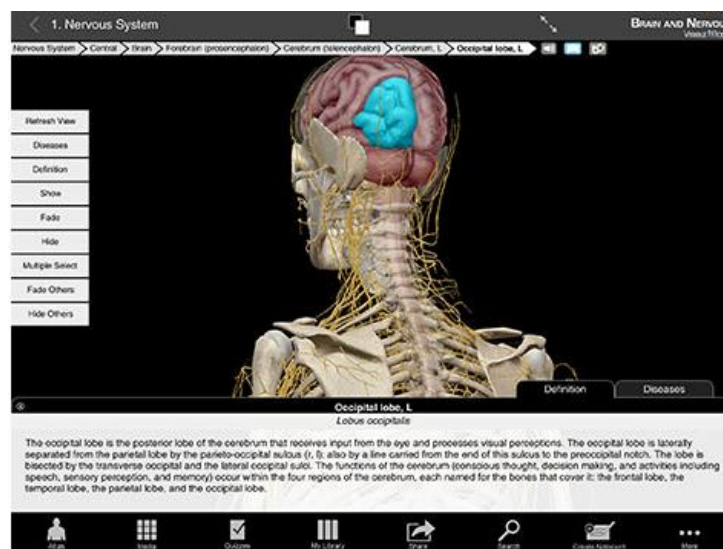 1. Nervous System
BRAIN AND NERVOU
Nervous System Central Brain Forebrain (prosencephalon) Cerebrum (telencephalon) Cerebrum, L Occipital lobe, L
Refresh View
Diseases
Definition
Show
Fade
Hide
Multiple Select
Fade Others
Hide Others
Definition
Diseases
Occipital lobe, L
Lobus occipitalis
The occipital lobe is the posterior lobe of the cerebrum that receives input from the eye and processes visual perceptions. The occipital lobe is laterally
separated from the parietal lobe by the parieto-occipital sulcus (r, l); also by a line carried from the end of this sulcus to the preoccipital notch. The lobe is
bisected by the transverse occipital and the lateral occipital sulci. The functions of the cerebrum (conscious thought, decision making, and activities including
speech, sensory perception, and memory) occur within the four regions of the cerebrum, each named for the bones that cover it: the frontal lobe, the
temporal lobe, the parietal lobe, and the occipital lobe.
Atlas
Media
Quizzes
My Library
Share
Search
More